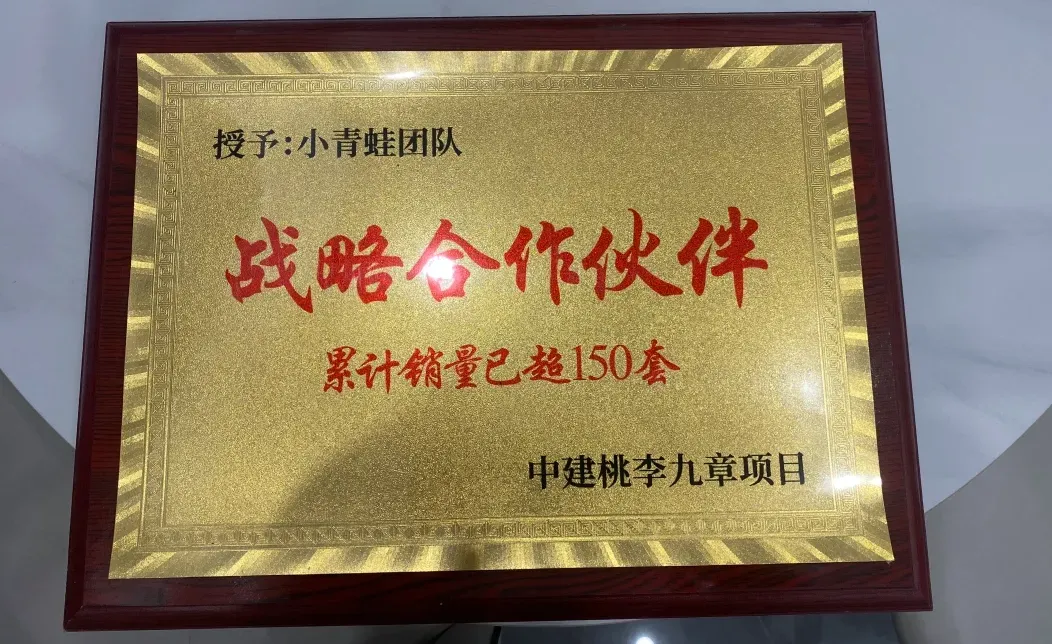 授予:小青蛙团队
战略合作伙伴
累计销量已超150套
中建桃李九章项目